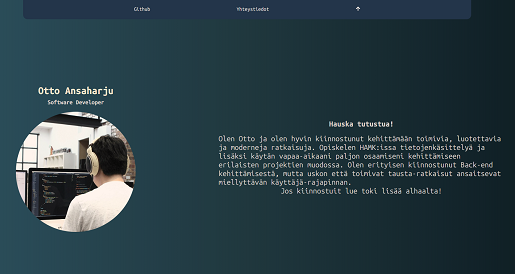 Github
Yhteystiedot
↑
Otto Ansaharju
Software Developer
Hauska tutustua!
Olen Otto ja olen hyvin kiinnostunut kehittämään toimivia, luotettavia
ja moderneja ratkaisuja. Opiskelen HAMK:issa tietojenkäsittelyä ja
lisäksi käytän vapaa-aikaani paljon osaamiseni kehittämiseen
erilaisten projektien muodossa. Olen erityisen kiinnostunut Back-end
kehittämisestä, mutta uskon että toimivat tausta-ratkaisut ansaitsevat
miellyttävän käyttäjä-rajapinnan.
Jos kiinnostuit lue toki lisää alhaalta!